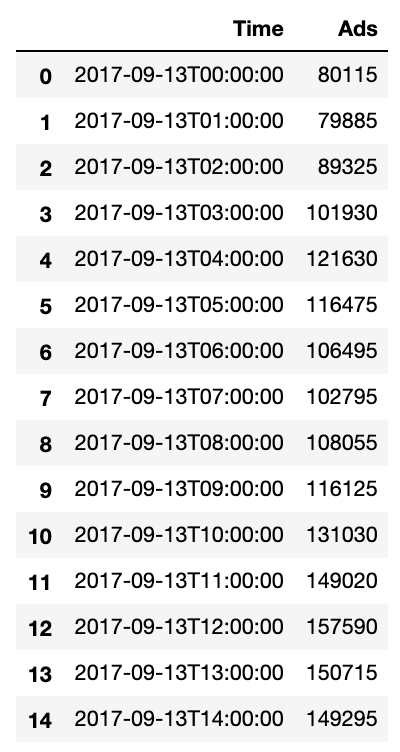 Time Ads
0 2017-09-13T00:00:00 80115
1 2017-09-13T01:00:00 79885
2 2017-09-13T02:00:00 89325
3 2017-09-13T03:00:00 101930
4 2017-09-13T04:00:00 121630
5 2017-09-13T05:00:00 116475
6 2017-09-13T06:00:00 106495
7 2017-09-13T07:00:00 102795
8 2017-09-13T08:00:00 108055
9 2017-09-13T09:00:00 116125
10 2017-09-13T10:00:00 131030
11 2017-09-13T11:00:00 149020
12 2017-09-13T12:00:00 157590
13 2017-09-13T13:00:00 150715
14 2017-09-13T14:00:00 149295